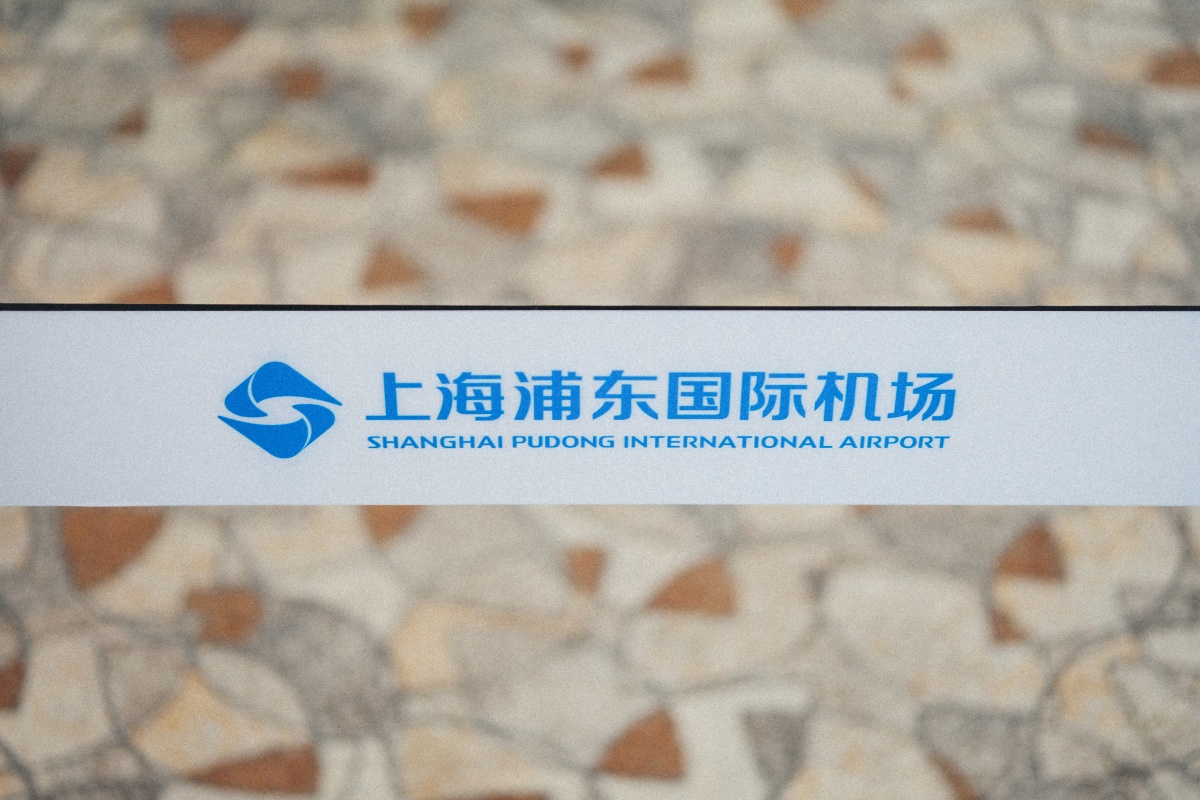 上海浦东国际机场
SHANGHAI PUDONG INTERNATIONAL AIRPORT